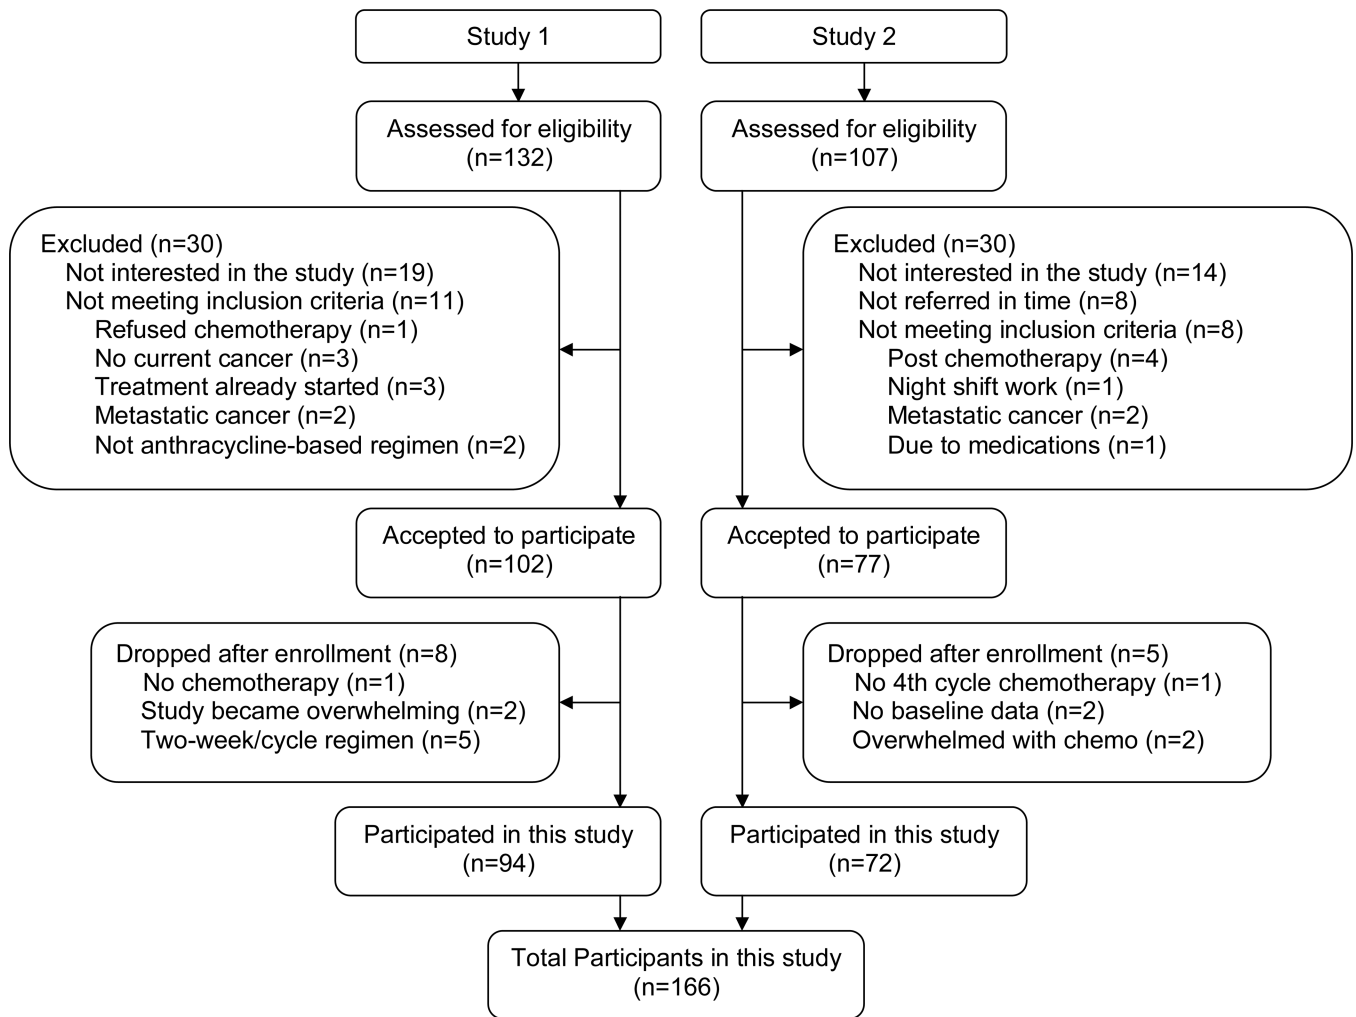 Study 1
Study 2
Assessed for eligibility
(n=132)
Assessed for eligibility
(n=107)
Excluded (n=30)
Not interested in the study (n=19)
Not meeting inclusion criteria (n=11)
Refused chemotherapy (n=1)
No current cancer (n=3)
Treatment already started (n=3)
Metastatic cancer (n=2)
Not anthracycline-based regimen (n=2)
Excluded (n=30)
Not interested in the study (n=14)
Not referred in time (n=8)
Not meeting inclusion criteria (n=8)
Post chemotherapy (n=4)
Night shift work (n=1)
Metastatic cancer (n=2)
Due to medications (n=1)
Accepted to participate
(n=102)
Accepted to participate
(n=77)
Dropped after enrollment (n=8)
No chemotherapy (n=1)
Study became overwhelming (n=2)
Two-week/cycle regimen (n=5)
Dropped after enrollment (n=5)
No 4th cycle chemotherapy (n=1)
No baseline data (n=2)
Overwhelmed with chemo (n=2)
Participated in this study
(n=94)
Participated in this study
(n=72)
Total Participants in this study
(n=166)